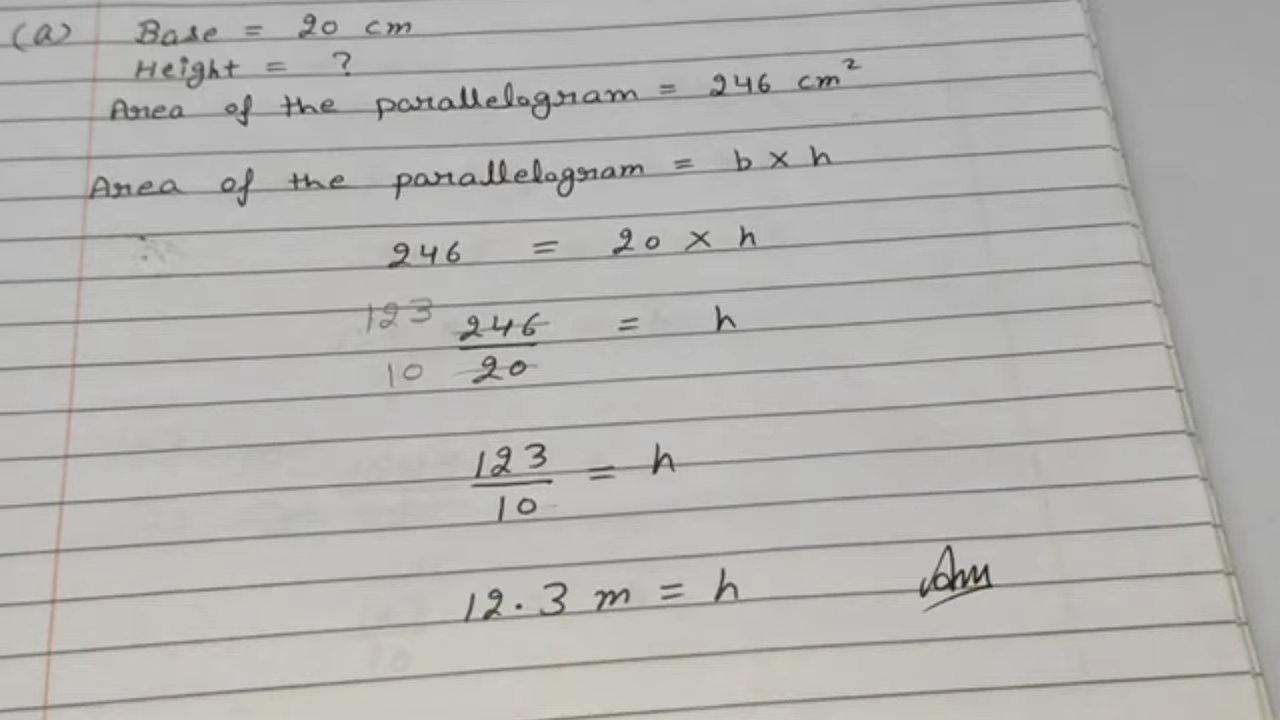 (a) Base = 20 cm
Height = ?
Area of the parallelogram = 246 cm²
Area of the parallelogram = b × h
246 = 20 × h
123 246 = h
10 20
123 = h
10
12.3 m = h Ans